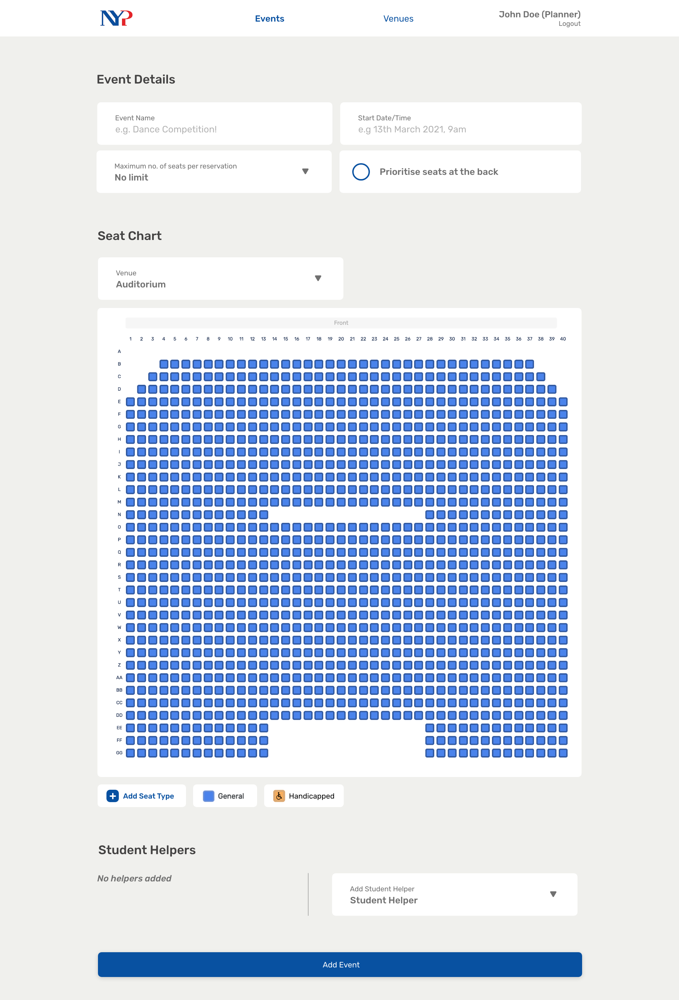 NYP
Events
Venues
John Doe (Planner)
Logout
Event Details
Event Name
e.g. Dance Competition!
Start Date/Time
e.g 13th March 2021, 9am
Maximum no. of seats per reservation
No limit
Prioritise seats at the back
Seat Chart
Venue
Auditorium
Front
1 2 3 4 5 6 7 8 9 10 11 12 13 14 15 16 17 18 19 20 21 22 23 24 25 26 27 28 29 30 31 32 33 34 35 36 37 38 39 40
A
B
C
D
E
F
G
H
I
J
K
L
M
N
O
P
Q
R
S
T
U
V
W
X
Y
Z
AA
BB
CC
DD
EE
FF
GG
Add Seat Type
General
Handicapped
Student Helpers
No helpers added
Add Student Helper
Student Helper
Add Event